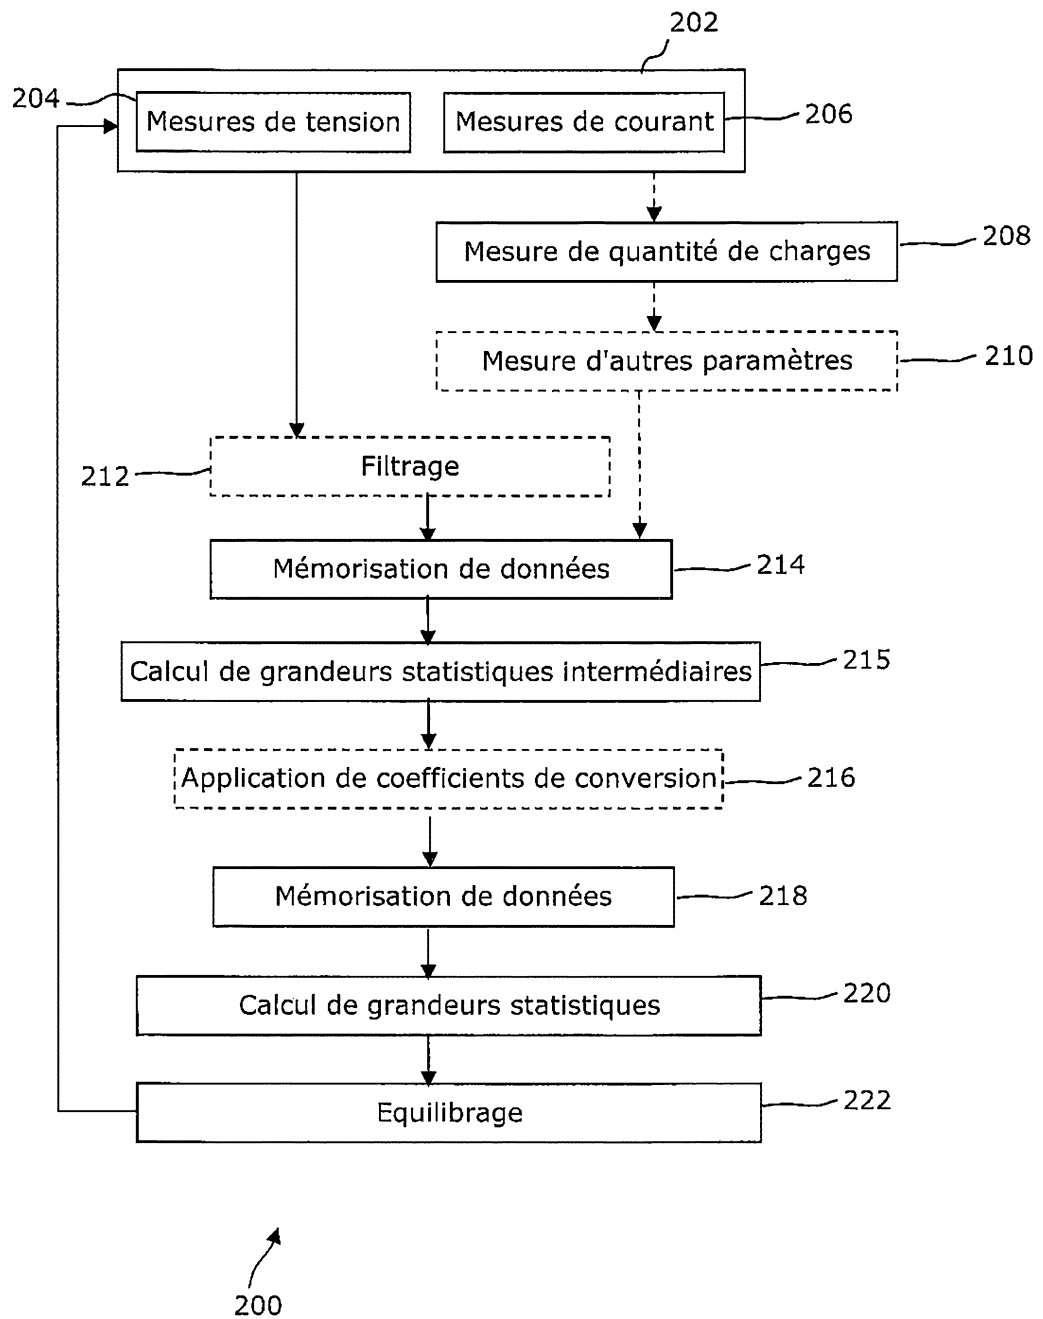 202
204
Mesures de tension
Mesures de courant
206
Mesure de quantité de charges
208
Mesure d'autres paramètres
210
212
Filtrage
Mémorisation de données
214
Calcul de grandeurs statistiques intermédiaires
215
Application de coefficients de conversion
216
Mémorisation de données
218
Calcul de grandeurs statistiques
220
Equilibrage
222
200